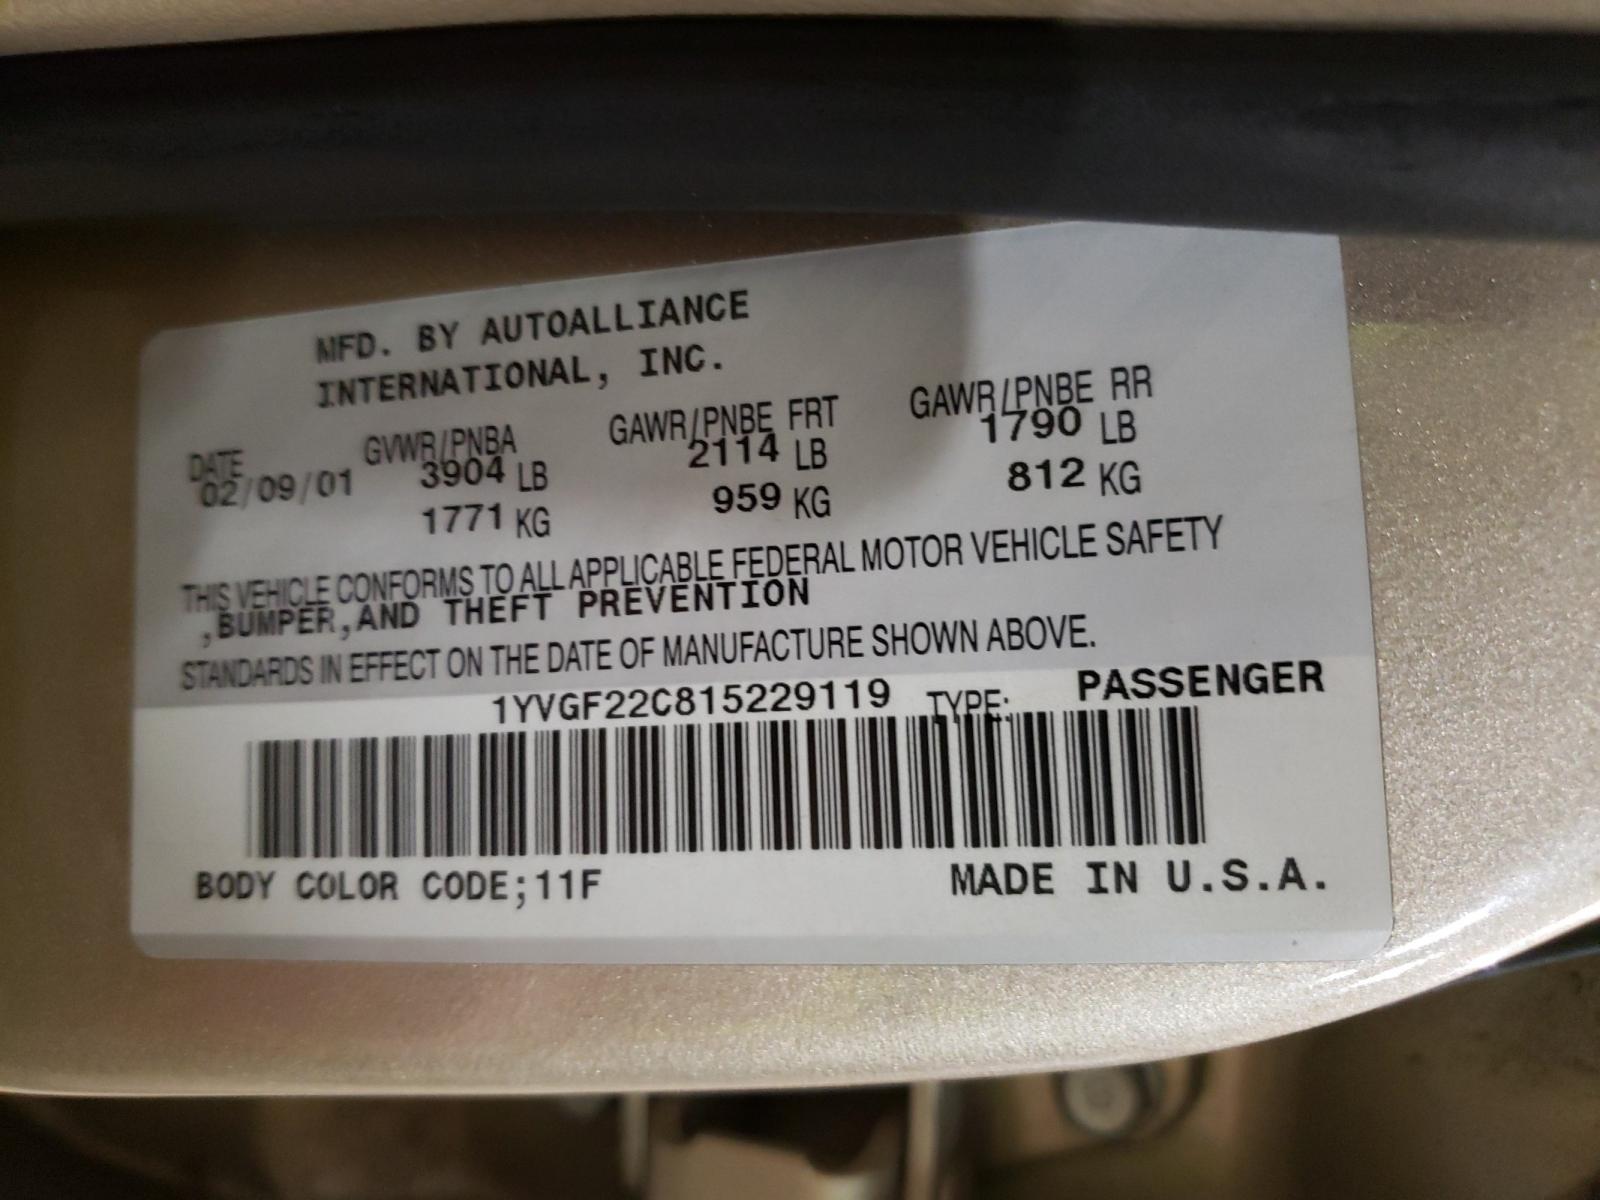 MFD. BY AUTOALLIANCE
INTERNATIONAL, INC.
DATE GVWR/PNBA GAWR/PNBE FRT GAWR/PNBE RR
02/09/01 3904 LB 2114 LB 1790 LB
1771 KG 959 KG 812 KG
THIS VEHICLE CONFORMS TO ALL APPLICABLE FEDERAL MOTOR VEHICLE SAFETY
,BUMPER,AND THEFT PREVENTION
STANDARDS IN EFFECT ON THE DATE OF MANUFACTURE SHOWN ABOVE.
1YVGF22C815229119 TYPE: PASSENGER
BODY COLOR CODE;11F MADE IN U.S.A.